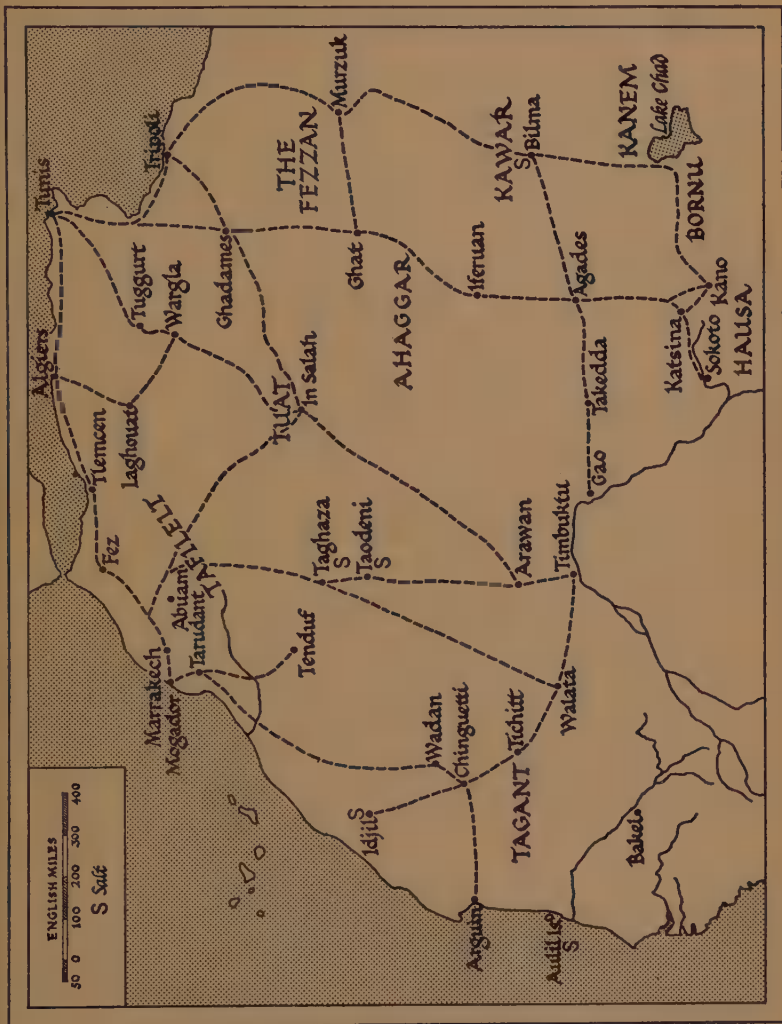 ENGLISH MILES
50 0 100 200 300 400
S Salt
Tunis
Algiers
Tripoli
Tlemcen
Fez
Laghouat
Tuggurt
Wargla
Ghadames
Murzuk
THE
FEZZAN
Ghat
Marrakech
Mogador
Abuam
TAFILELT
Tarudant
TUAT
In Salah
Tenduf
Taghaza
S
Taodeni
S
AHAGGAR
Iferuan
KAWAR
S Bilma
KANEM
Lake Chad
BORNU
Idjil S
Wadan
Chinguetti
Tichitt
TAGANT
Arawan
Timbuktu
Walata
Gao
Takedda
Agades
Katsina
Kano
Sokoto
HAUSA
Arguin
Aulil Is.
S
Bakel